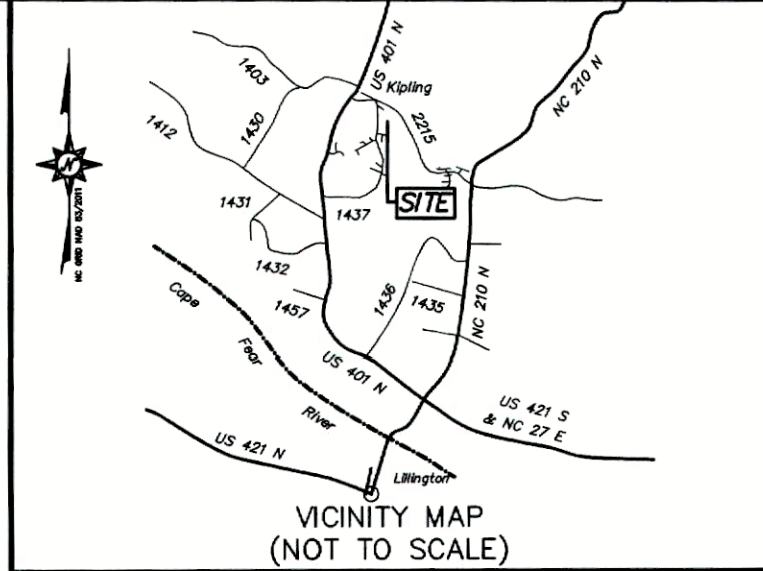 US 401 N
NC 210 N
1403
Kipling
1412
1430
2215
N
NC GRID NAD 83/2011
1431
1437
SITE
1432
1436
1435
NC 210 N
1457
Cape
Fear
River
US 401 N
US 421 S
& NC 27 E
US 421 N
Lillington
VICINITY MAP
(NOT TO SCALE)